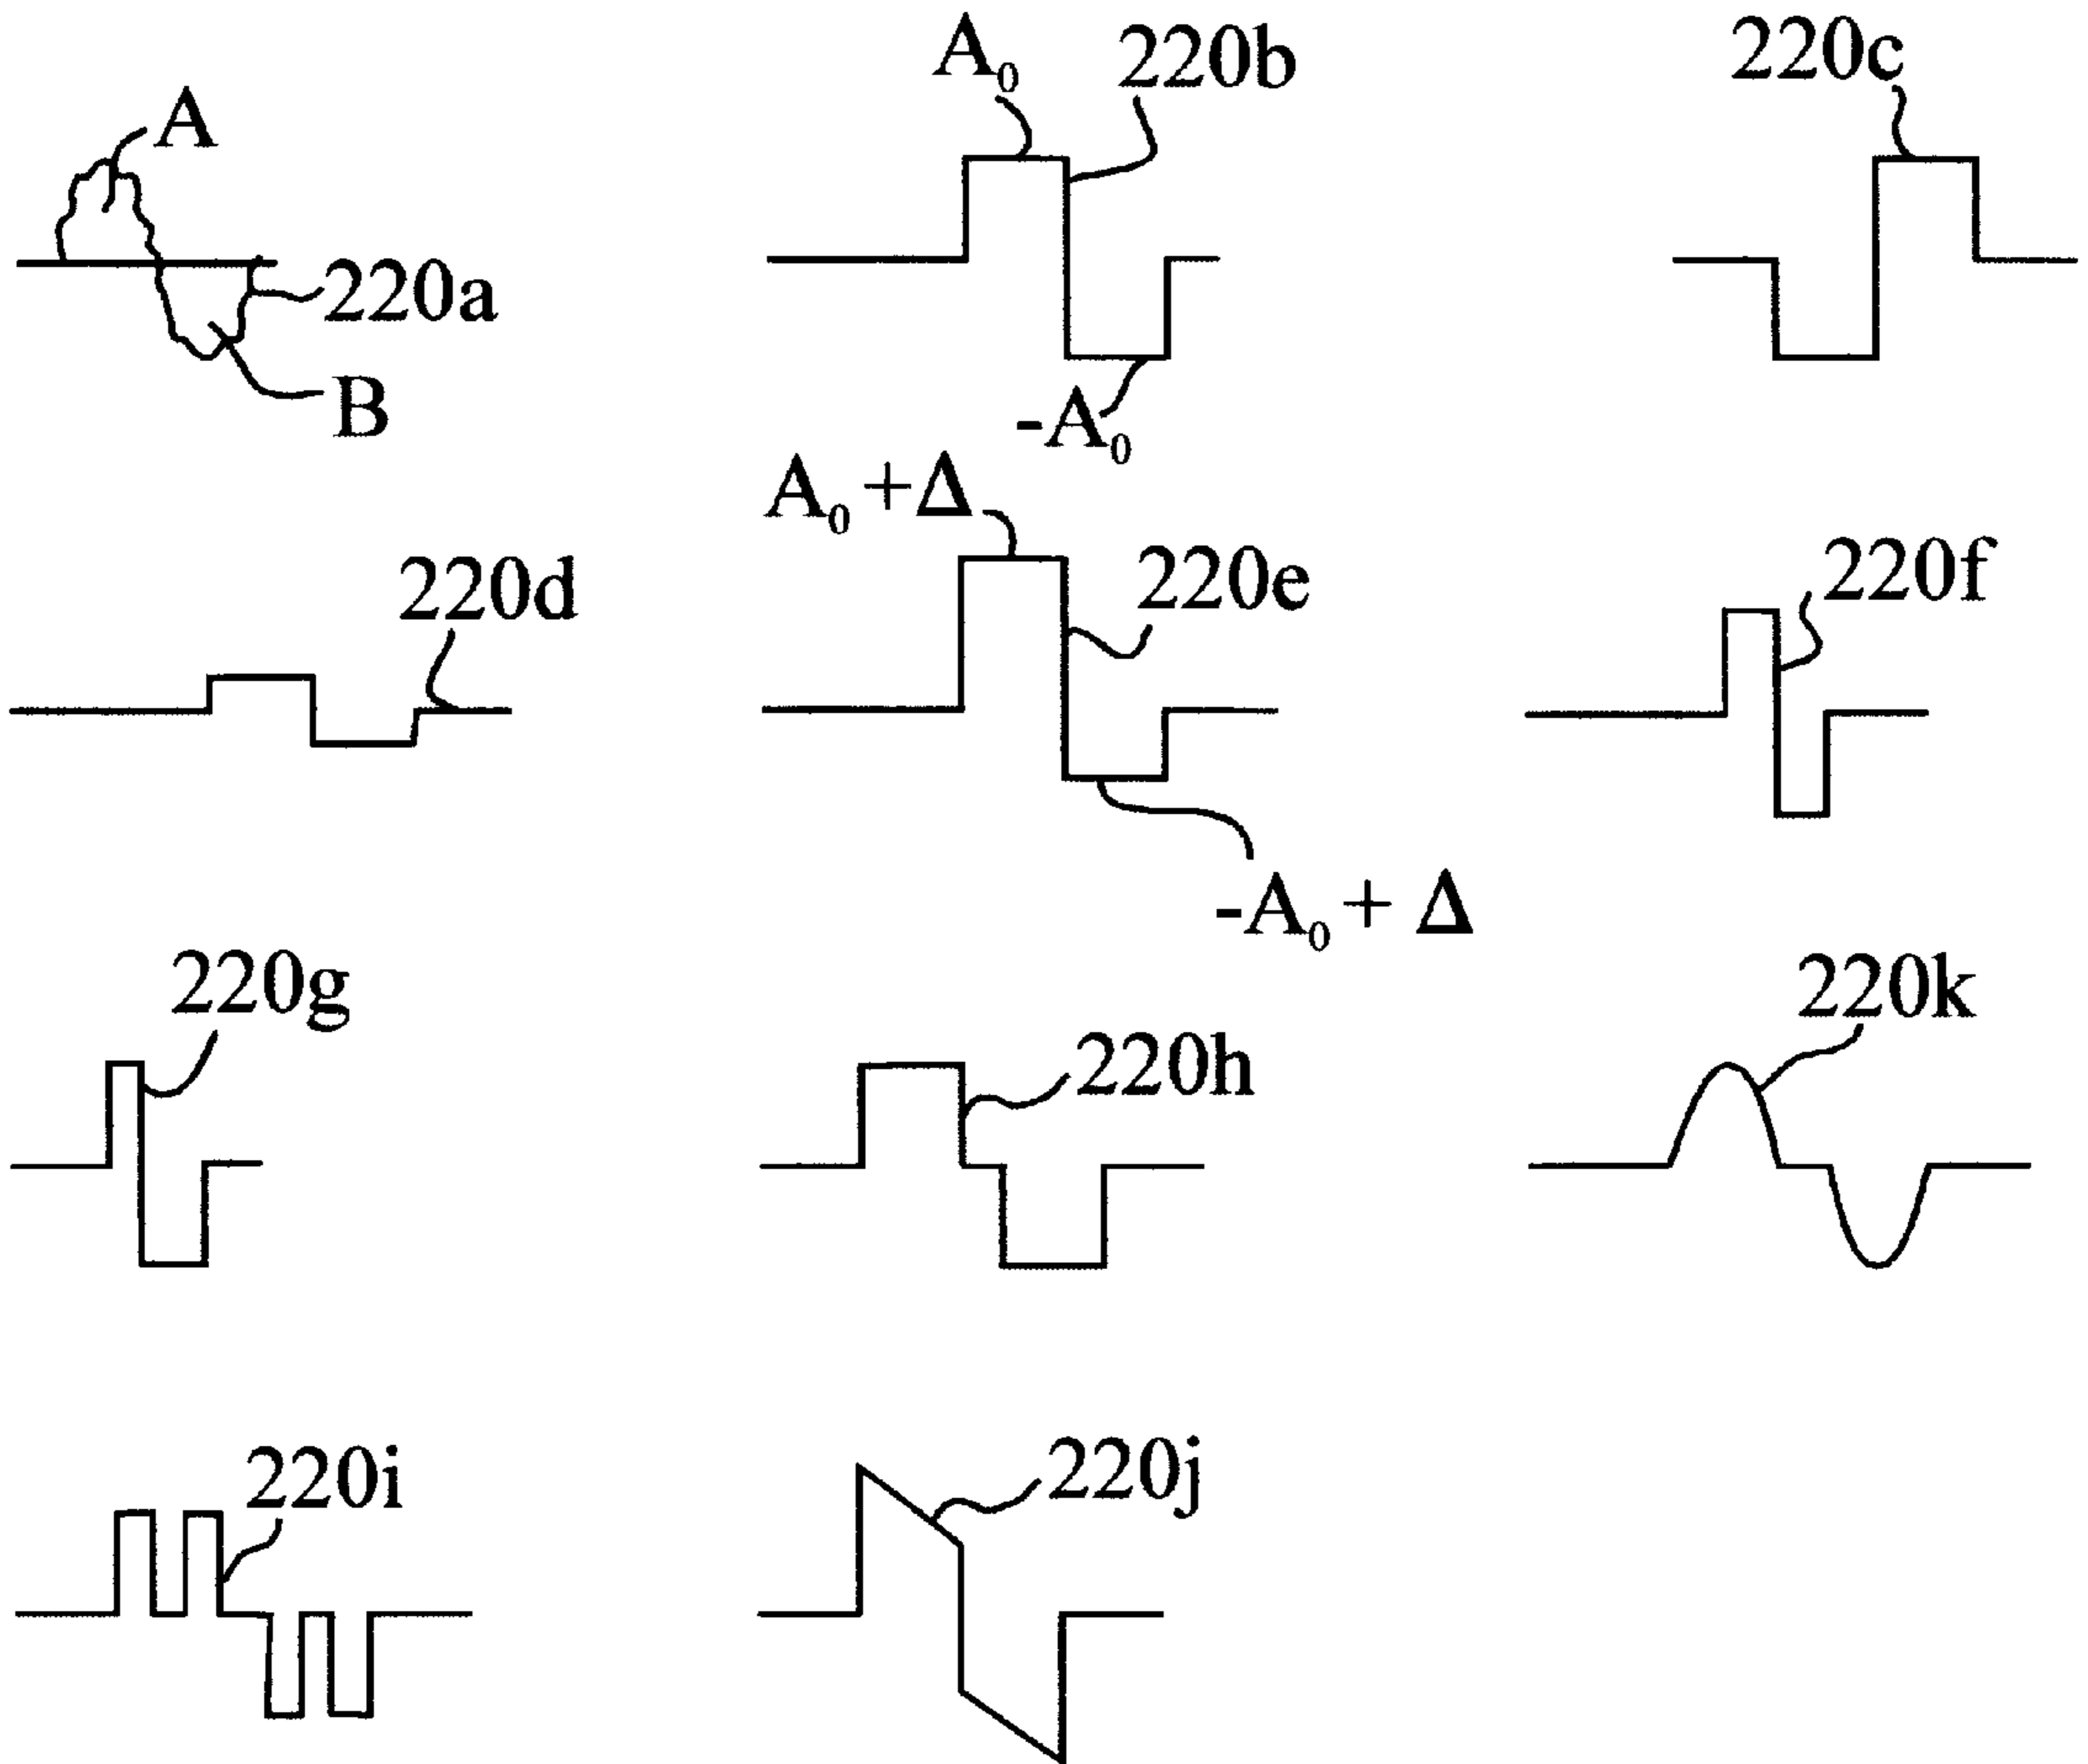 A
220a
B
A₀
220b
-A₀
220c
220d
A₀ + Δ
220e
-A₀ + Δ
220f
220g
220h
220k
220i
220j